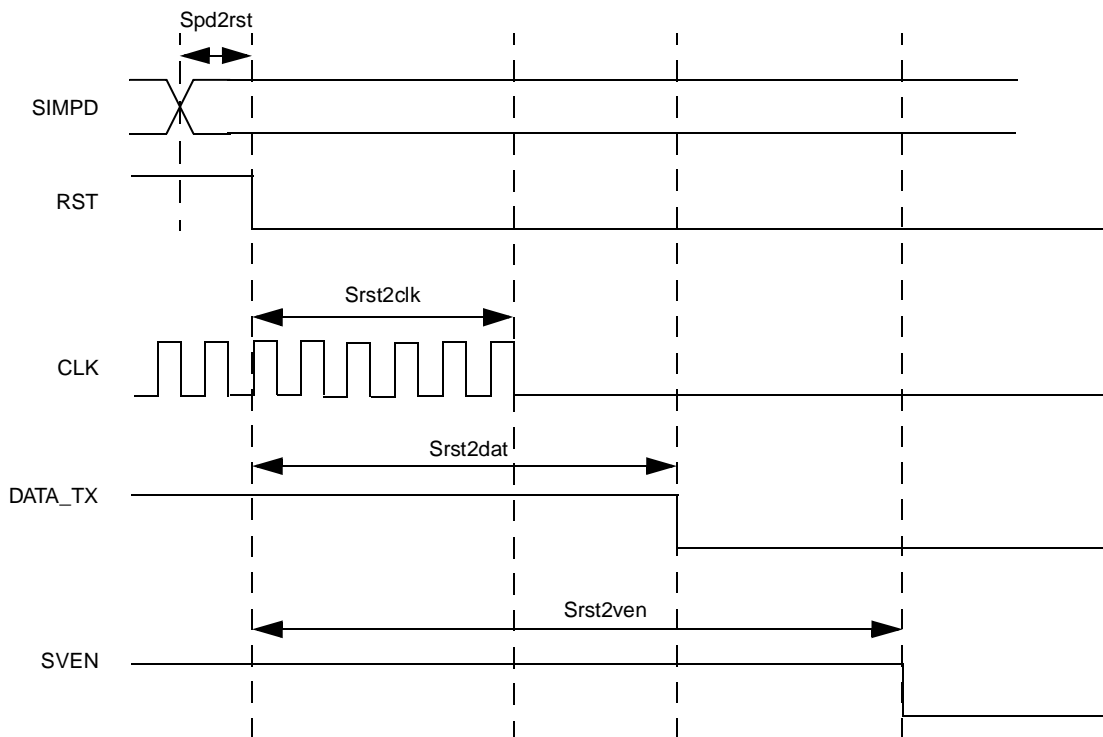 Spd2rst
SIMPD
RST
Srst2clk
CLK
Srst2dat
DATA_TX
Srst2ven
SVEN